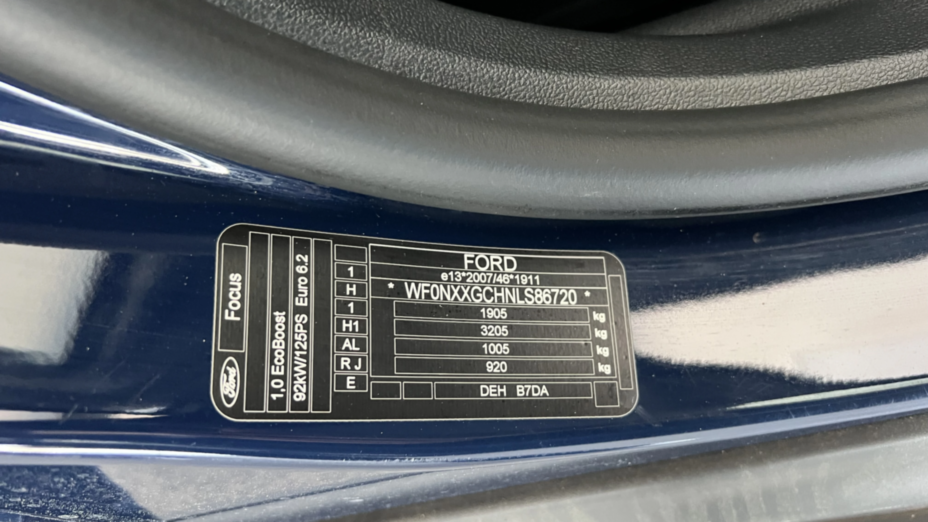 FORD
e13*2007/46*1911
* WF0NXXGCHNLS86720 *
1905 kg
3205 kg
1005 kg
920 kg
DEH B7DA
1
H
1
H1
AL
R J
E
Focus
1,0 EcoBoost
92kW/125PS Euro 6.2
Ford